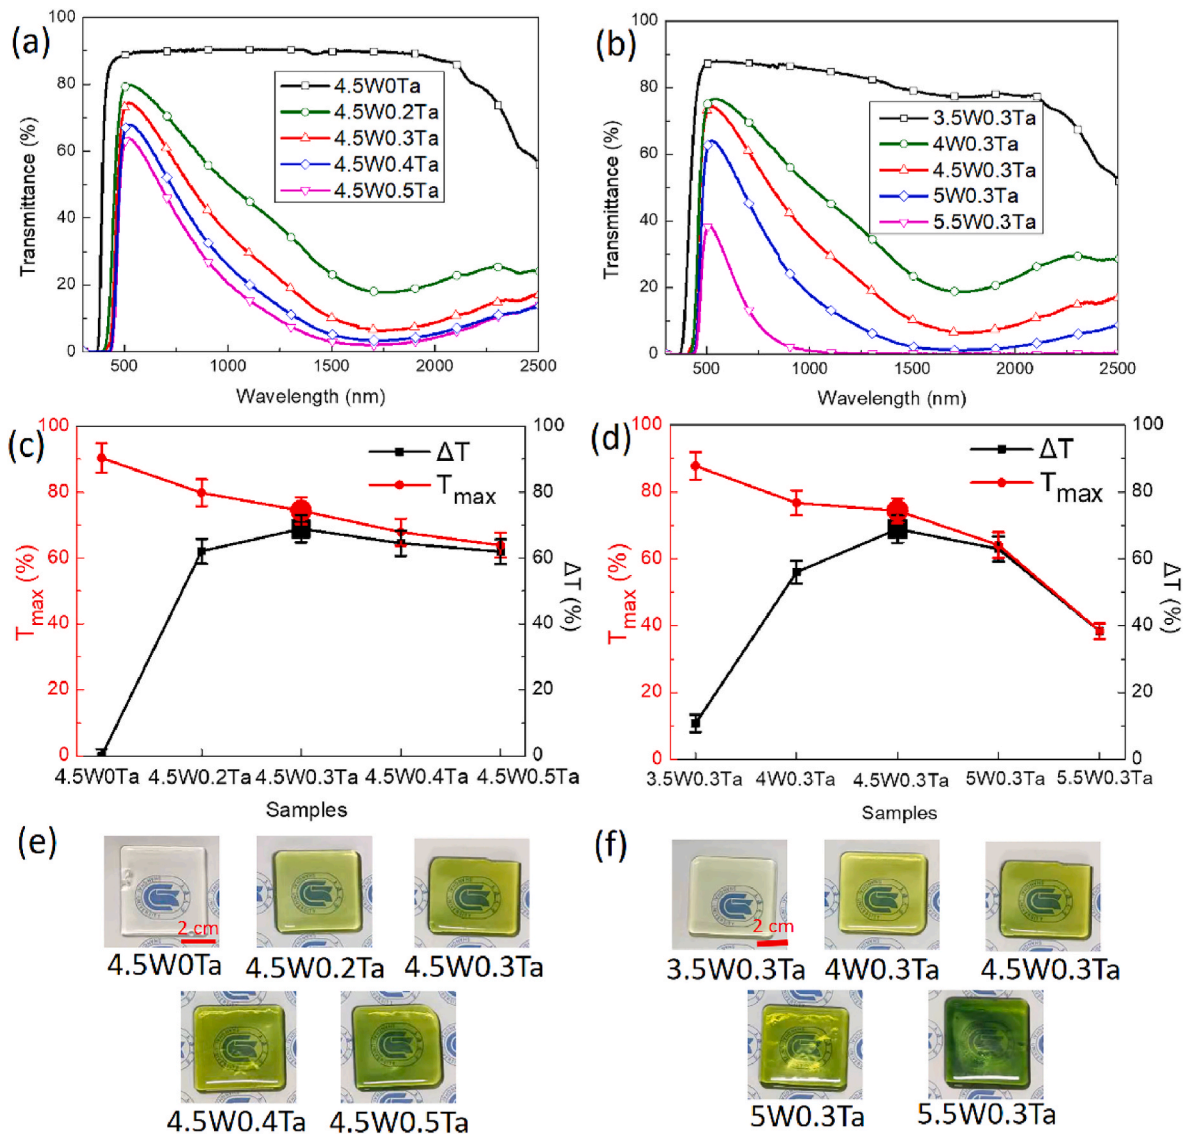 (a)
100
80
60
40
20
0
Transmittance (%)
4.5W0Ta
4.5W0.2Ta
4.5W0.3Ta
4.5W0.4Ta
4.5W0.5Ta
500 1000 1500 2000 2500
Wavelength (nm)
(b)
100
80
60
40
20
0
Transmittance (%)
3.5W0.3Ta
4W0.3Ta
4.5W0.3Ta
5W0.3Ta
5.5W0.3Ta
500 1000 1500 2000 2500
Wavelength (nm)
(c)
100
80
60
40
20
0
Tmax (%)
ΔT
Tmax
100
80
60
40
20
0
ΔT (%)
4.5W0Ta 4.5W0.2Ta 4.5W0.3Ta 4.5W0.4Ta 4.5W0.5Ta
Samples
(d)
100
80
60
40
20
0
Tmax (%)
ΔT
Tmax
100
80
60
40
20
0
ΔT (%)
3.5W0.3Ta 4W0.3Ta 4.5W0.3Ta 5W0.3Ta 5.5W0.3Ta
Samples
(e)
2 cm
4.5W0Ta 4.5W0.2Ta 4.5W0.3Ta
4.5W0.4Ta 4.5W0.5Ta
(f)
2 cm
3.5W0.3Ta 4W0.3Ta 4.5W0.3Ta
5W0.3Ta 5.5W0.3Ta